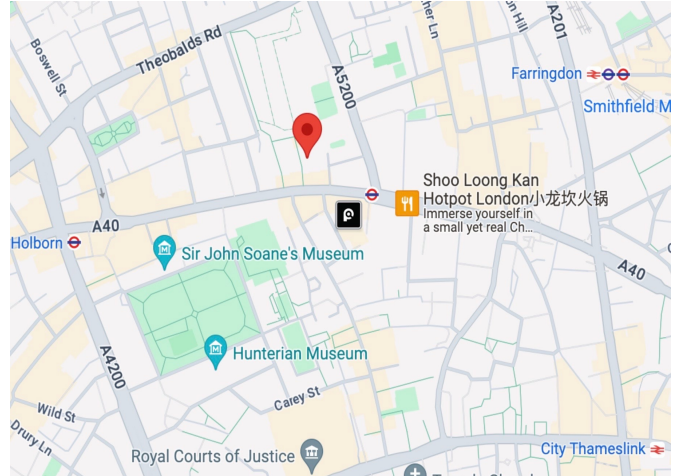 Boswell St
Theobalds Rd
A5200
A201
Farringdon
Smithfield M
Shoo Loong Kan
Hotpot London小龙坎火锅
Immerse yourself in
a small yet real Ch...
A40
Holborn
Sir John Soane's Museum
A40
Hunterian Museum
A4200
Carey St
Wild St
Drury Ln
Royal Courts of Justice
City Thameslink